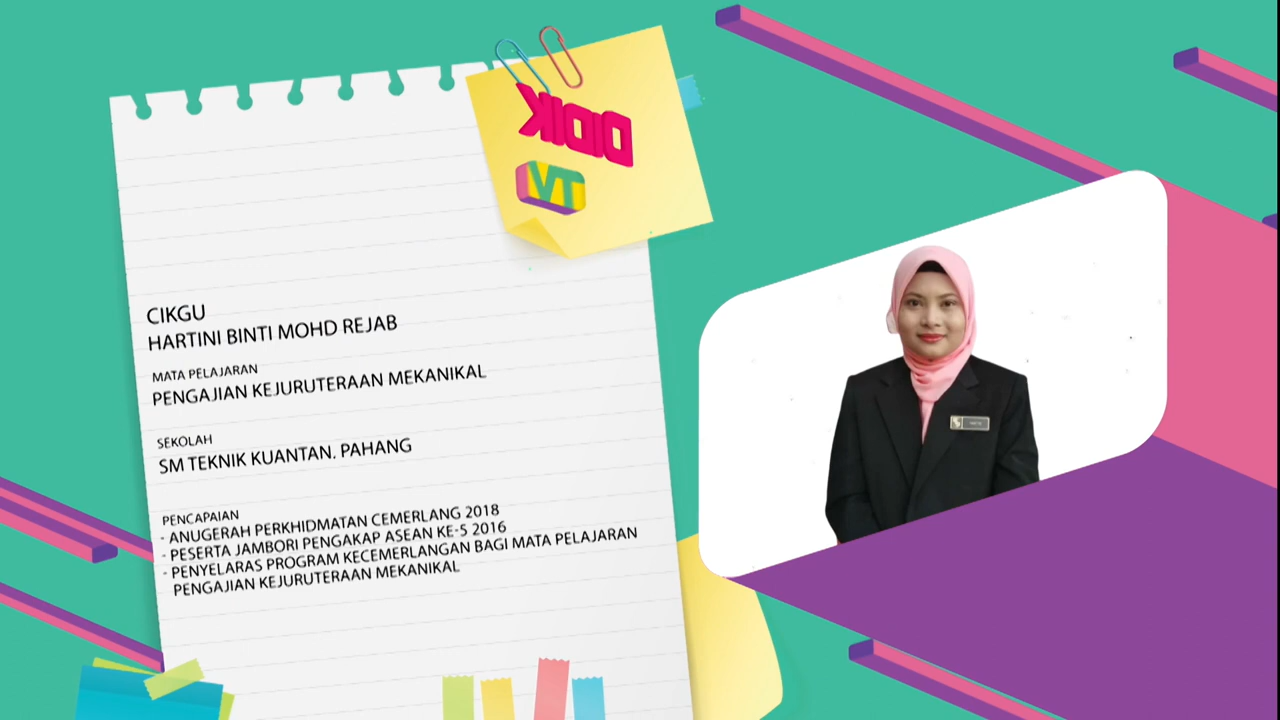 DIDIK
TV
CIKGU
HARTINI BINTI MOHD REJAB
MATA PELAJARAN
PENGAJIAN KEJURUTERAAN MEKANIKAL
SEKOLAH
SM TEKNIK KUANTAN, PAHANG
PENCAPAIAN
- ANUGERAH PERKHIDMATAN CEMERLANG 2018
- PESERTA JAMBORI PENGAKAP ASEAN KE-5 2016
- PENYELARAS PROGRAM KECEMERLANGAN BAGI MATA PELAJARAN
PENGAJIAN KEJURUTERAAN MEKANIKAL